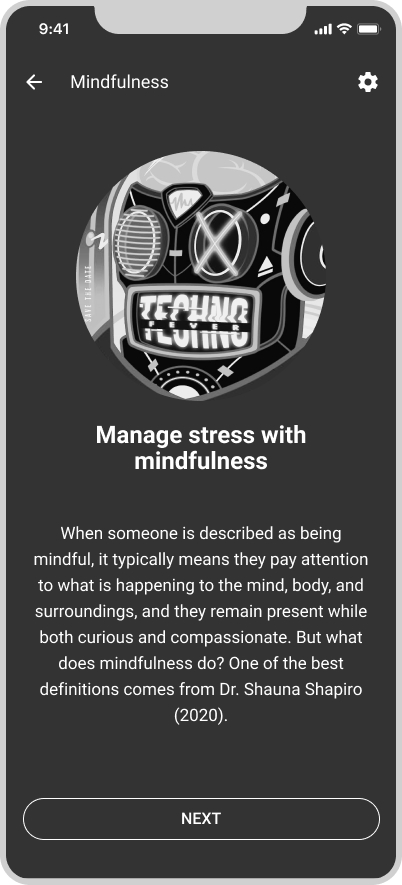 9:41
Mindfulness
SAVE THE DATE
TECHNO
FEVER
Manage stress with
mindfulness
When someone is described as being
mindful, it typically means they pay attention
to what is happening to the mind, body, and
surroundings, and they remain present while
both curious and compassionate. But what
does mindfulness do? One of the best
definitions comes from Dr. Shauna Shapiro
(2020).
NEXT